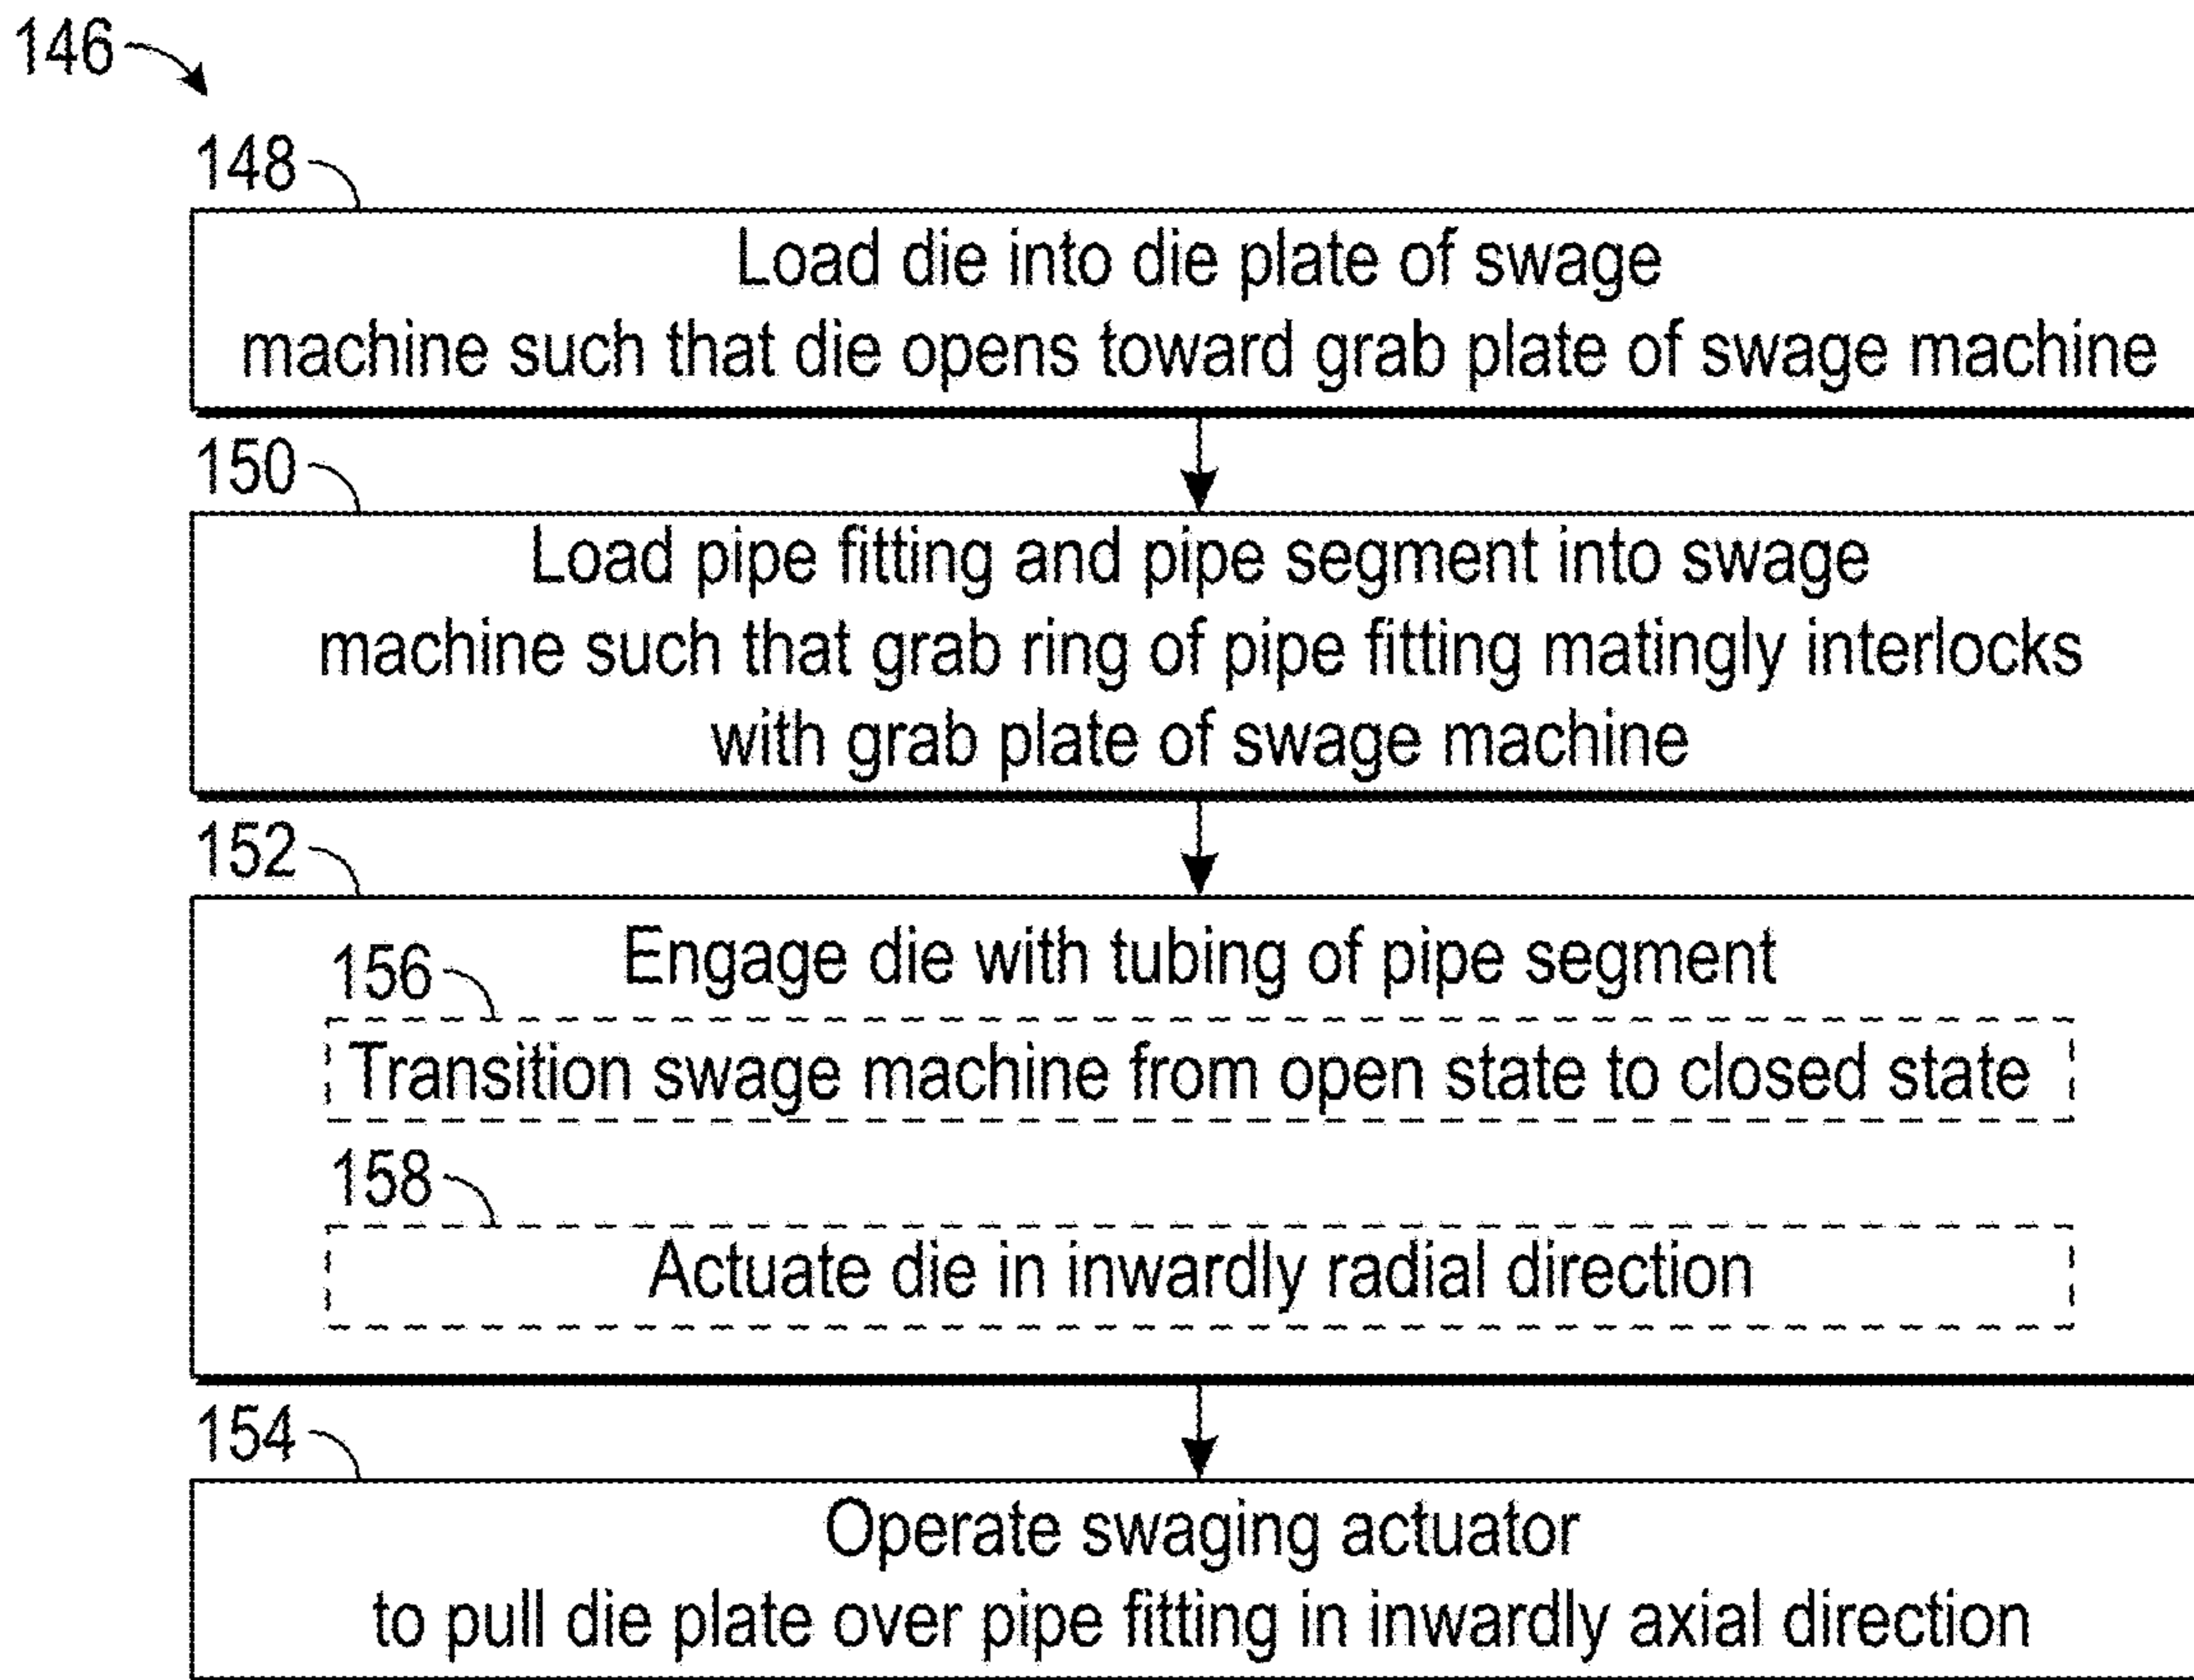 146
148
Load die into die plate of swage
machine such that die opens toward grab plate of swage machine
150
Load pipe fitting and pipe segment into swage
machine such that grab ring of pipe fitting matingly interlocks
with grab plate of swage machine
152
Engage die with tubing of pipe segment
156
Transition swage machine from open state to closed state
158
Actuate die in inwardly radial direction
154
Operate swaging actuator
to pull die plate over pipe fitting in inwardly axial direction